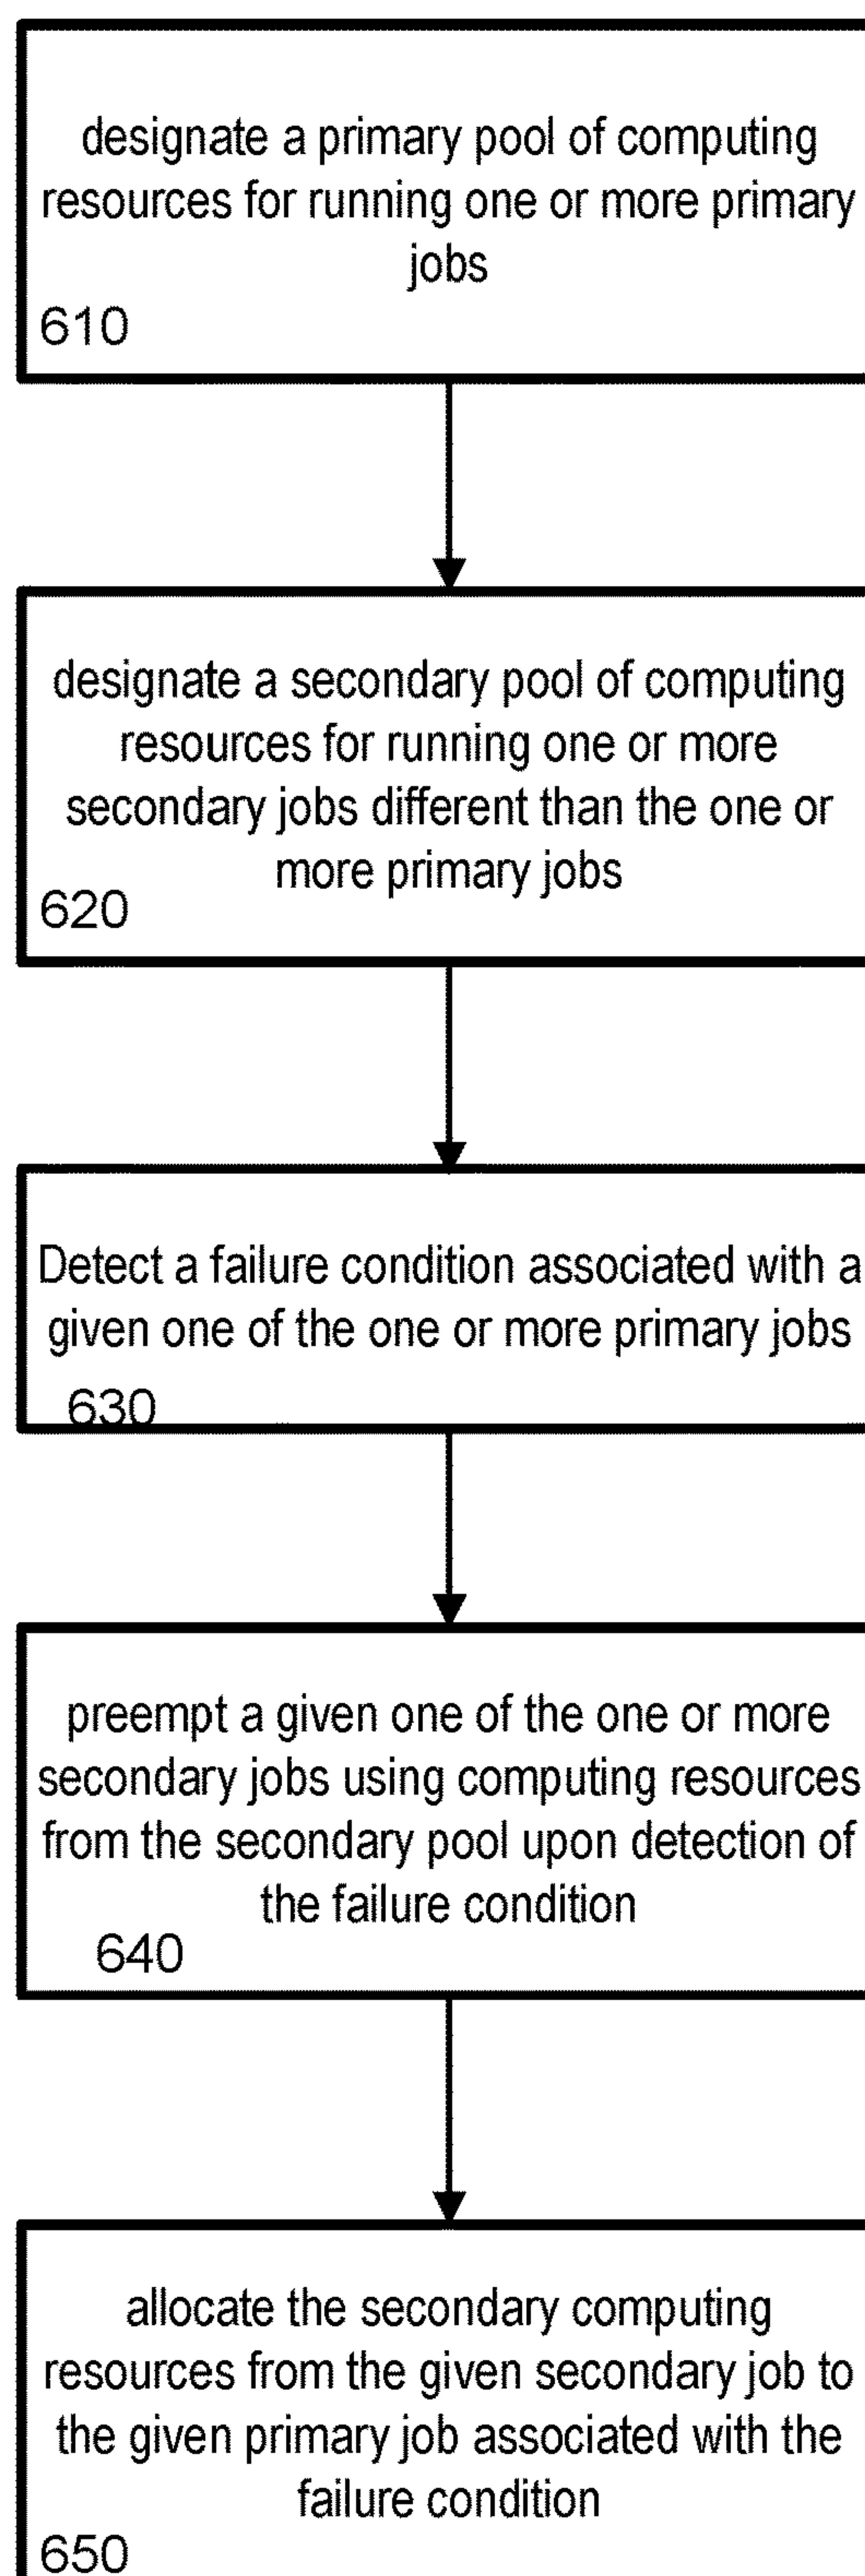 designate a primary pool of computing
resources for running one or more primary
jobs
610
designate a secondary pool of computing
resources for running one or more
secondary jobs different than the one or
more primary jobs
620
Detect a failure condition associated with a
given one of the one or more primary jobs
630
preempt a given one of the one or more
secondary jobs using computing resources
from the secondary pool upon detection of
the failure condition
640
allocate the secondary computing
resources from the given secondary job to
the given primary job associated with the
failure condition
650